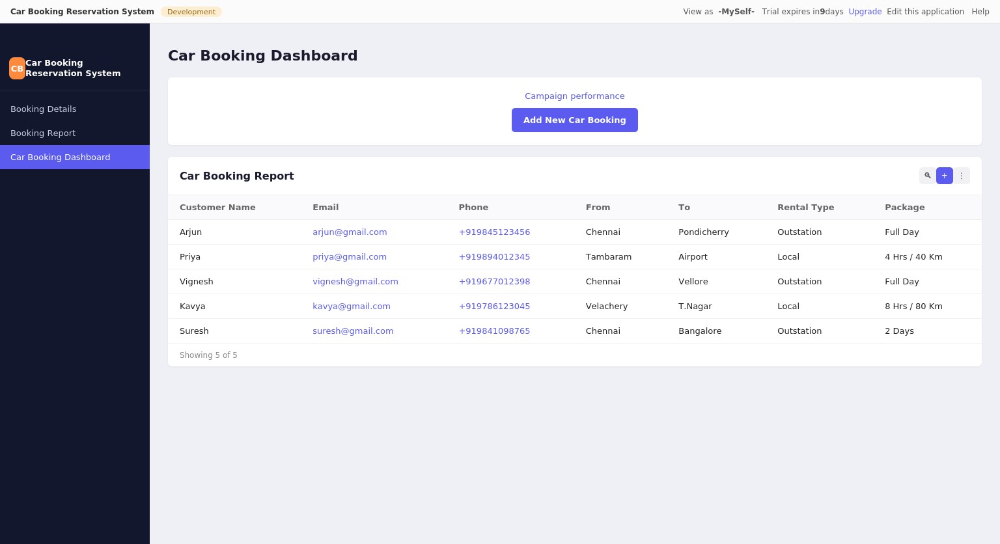 Car Booking Reservation System Development View as -MySelf- Trial expires in9days Upgrade Edit this application Help
CB Car Booking
Reservation System
Booking Details
Booking Report
Car Booking Dashboard
Car Booking Dashboard
Campaign performance
Add New Car Booking
Car Booking Report + ⋮
Customer Name Email Phone From To Rental Type Package
Arjun arjun@gmail.com +919845123456 Chennai Pondicherry Outstation Full Day
Priya priya@gmail.com +919894012345 Tambaram Airport Local 4 Hrs / 40 Km
Vignesh vignesh@gmail.com +919677012398 Chennai Vellore Outstation Full Day
Kavya kavya@gmail.com +919786123045 Velachery T.Nagar Local 8 Hrs / 80 Km
Suresh suresh@gmail.com +919841098765 Chennai Bangalore Outstation 2 Days
Showing 5 of 5